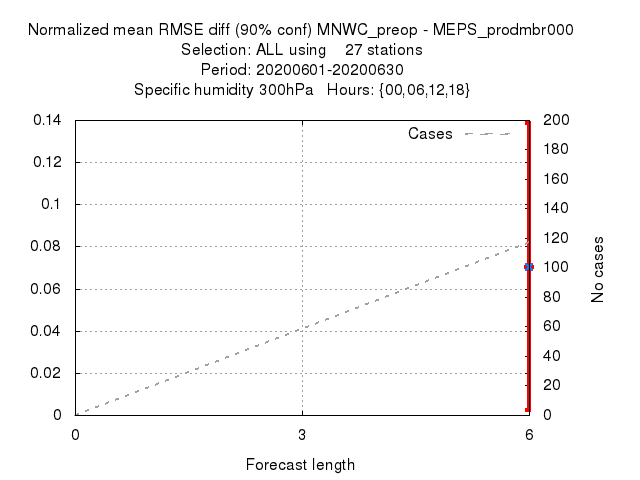 Normalized mean RMSE diff (90% conf) MNWC_preop - MEPS_prodmbr000
Selection: ALL using    27 stations
Period: 20200601-20200630
Specific humidity 300hPa   Hours: {00,06,12,18}
Cases
0.14
0.12
0.1
0.08
0.06
0.04
0.02
0
200
180
160
140
120
100
80
60
40
20
0
No cases
0 3 6
Forecast length